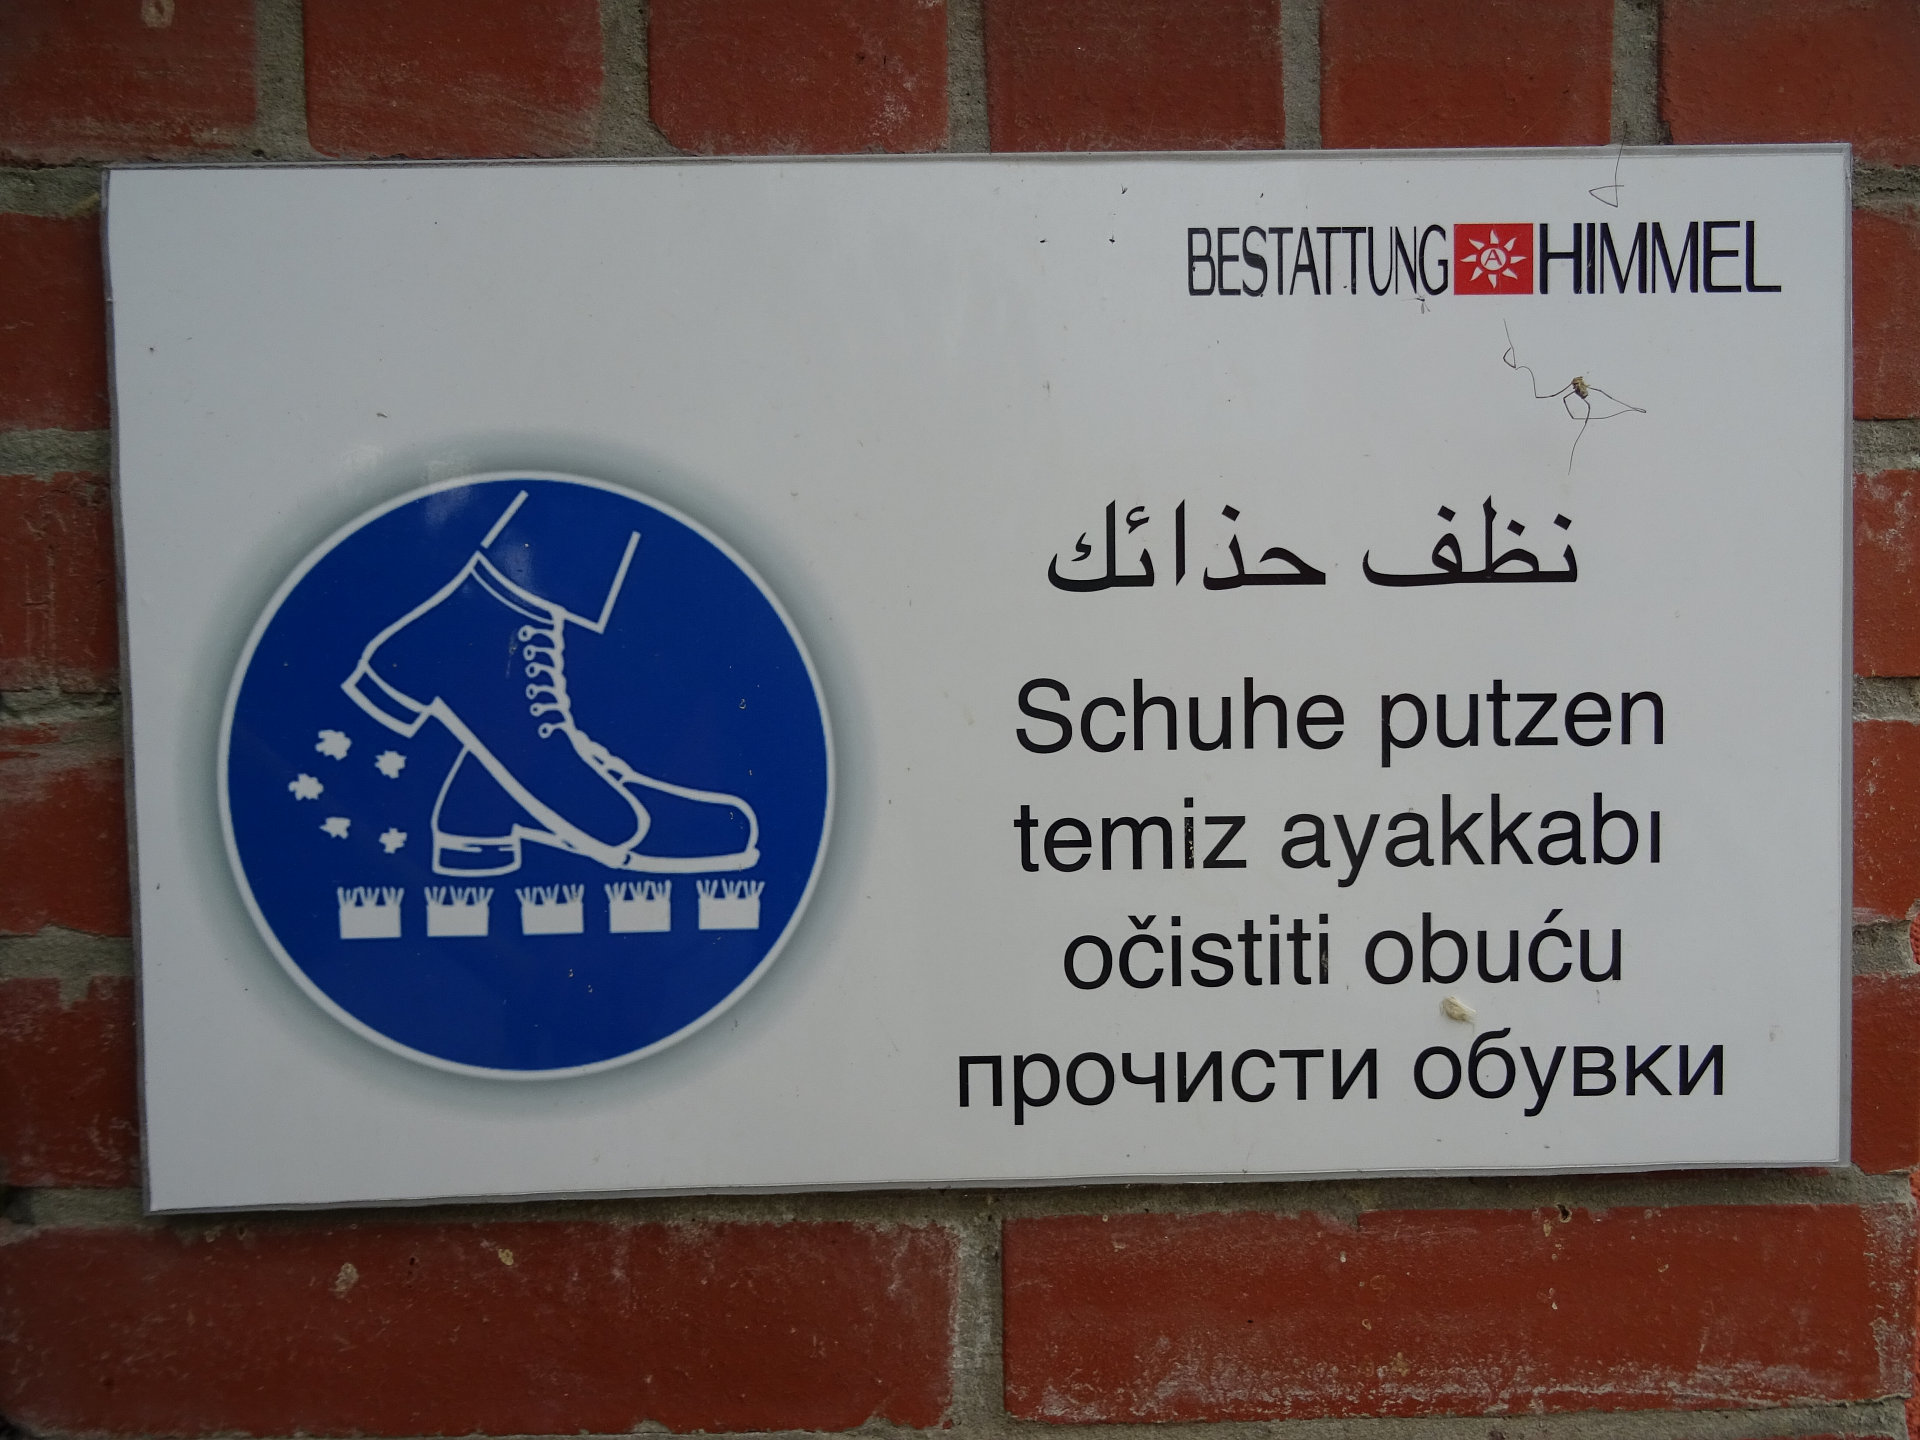 BESTATTUNG HIMMEL
نظف حذائك
Schuhe putzen
temiz ayakkabı
očistiti obuću
прочисти обувки